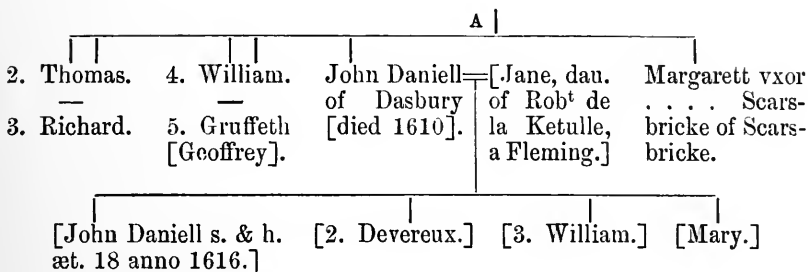 A
2. Thomas.
—
3. Richard.
4. William.
—
5. Gruffeth
[Geoffrey].
John Daniell=[Jane, dau.
of Dasbury of Robᵗ de
[died 1610]. la Ketulle,
a Fleming.]
Margarett vxor
. . . . Scars-
bricke of Scars-
bricke.
[John Daniell s. & h.
æt. 18 anno 1616.]
[2. Devereux.]
[3. William.]
[Mary.]